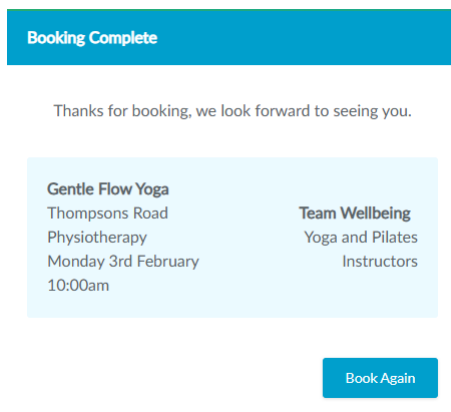 Booking Complete
Thanks for booking, we look forward to seeing you.
Gentle Flow Yoga
Thompsons Road
Physiotherapy
Monday 3rd February
10:00am
Team Wellbeing
Yoga and Pilates
Instructors
Book Again